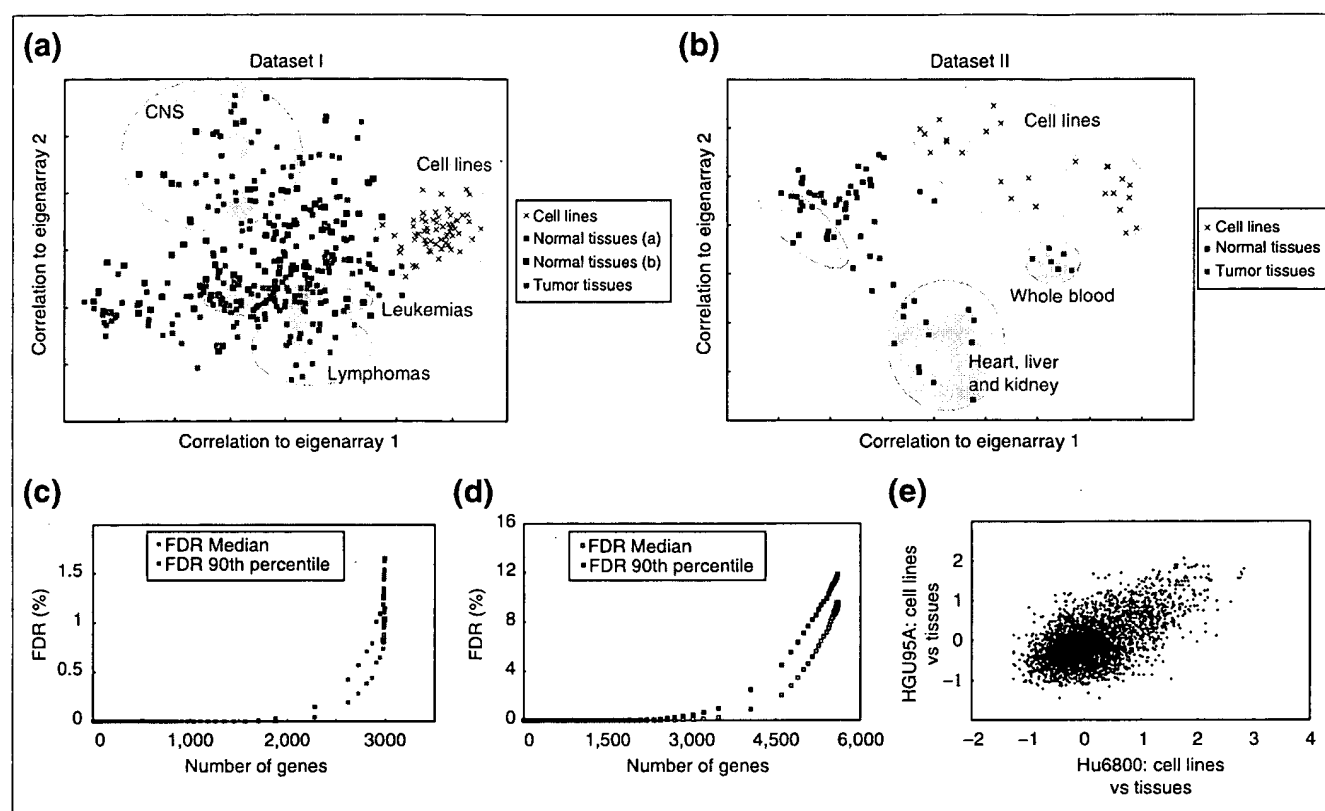 (a)
Dataset I
CNS
Cell lines
Leukemias
Lymphomas
Correlation to eigenarray 2
Correlation to eigenarray 1
× Cell lines
■ Normal tissues (a)
■ Normal tissues (b)
■ Tumor tissues
(b)
Dataset II
Cell lines
Whole blood
Heart, liver
and kidney
Correlation to eigenarray 2
Correlation to eigenarray 1
× Cell lines
■ Normal tissues
■ Tumor tissues
(c)
FDR Median
FDR 90th percentile
FDR (%)
1.5
1
0.5
0
0 1,000 2,000 3000
Number of genes
(d)
FDR Median
FDR 90th percentile
FDR (%)
16
12
8
4
0
0 1,500 3,000 4,500 6,000
Number of genes
(e)
HGU95A: cell lines
vs tissues
2
1
0
−1
−2 −1 0 1 2 3 4
Hu6800: cell lines
vs tissues